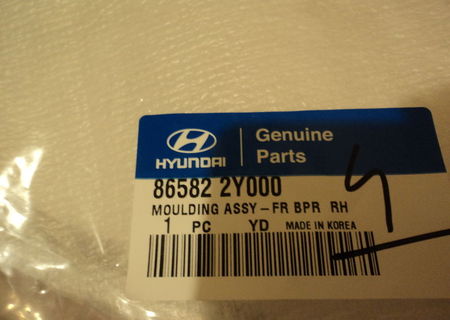 HYUNDAI
Genuine
Parts
86582 2Y000
MOULDING ASSY-FR BPR RH
1 PC YD MADE IN KOREA